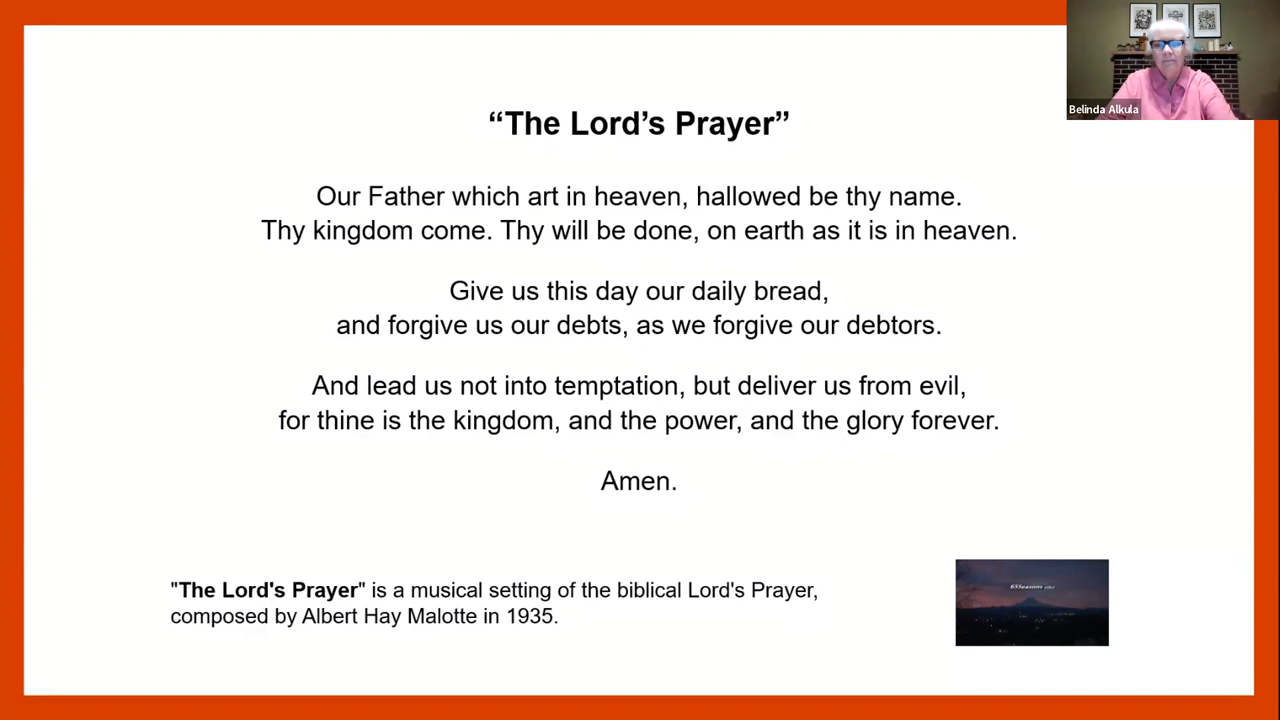 “The Lord’s Prayer”
Our Father which art in heaven, hallowed be thy name.
Thy kingdom come. Thy will be done, on earth as it is in heaven.
Give us this day our daily bread,
and forgive us our debts, as we forgive our debtors.
And lead us not into temptation, but deliver us from evil,
for thine is the kingdom, and the power, and the glory forever.
Amen.
"The Lord's Prayer" is a musical setting of the biblical Lord's Prayer,
composed by Albert Hay Malotte in 1935.
Belinda Alkula